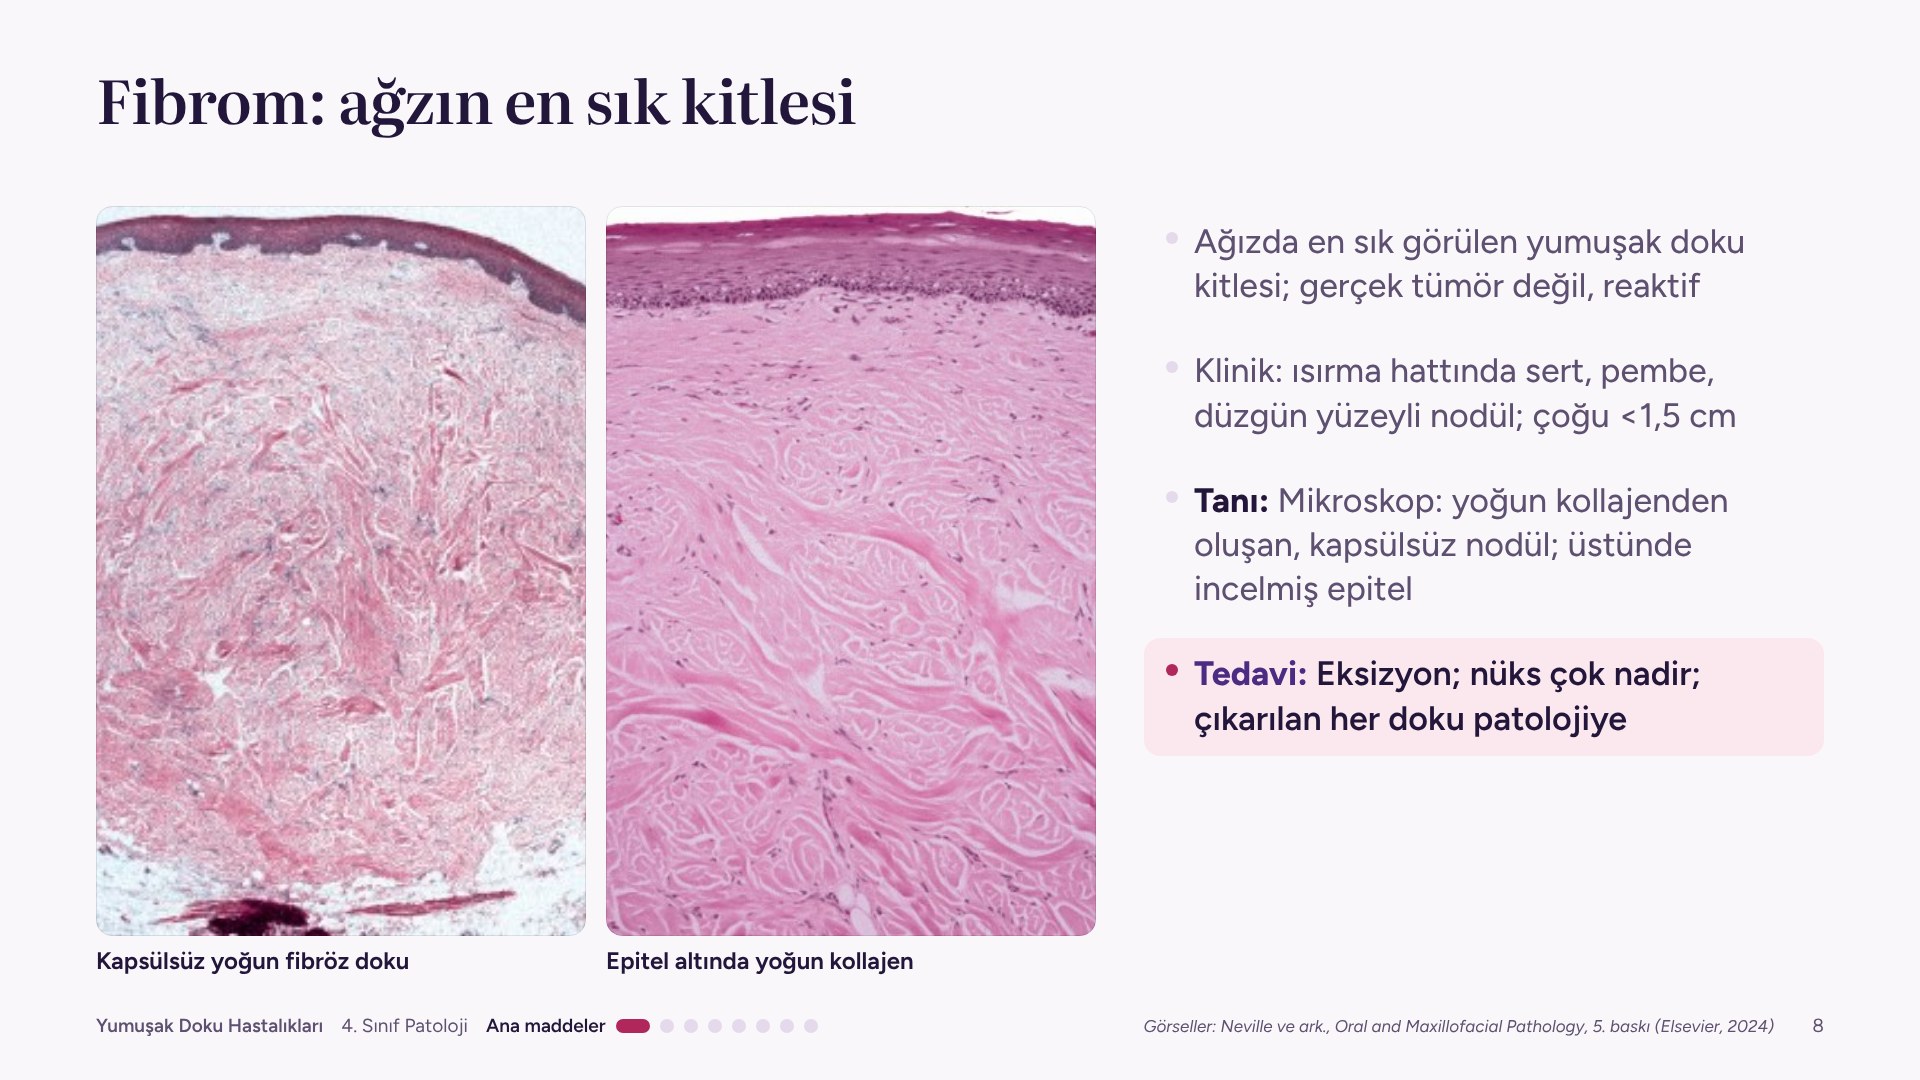 Fibrom: ağzın en sık kitlesi
Kapsülsüz yoğun fibröz doku
Epitel altında yoğun kollajen
Ağızda en sık görülen yumuşak doku
kitlesi; gerçek tümör değil, reaktif
Klinik: ısırma hattında sert, pembe,
düzgün yüzeyli nodül; çoğu <1,5 cm
Tanı: Mikroskop: yoğun kollajenden
oluşan, kapsülsüz nodül; üstünde
incelmiş epitel
Tedavi: Eksizyon; nüks çok nadir;
çıkarılan her doku patolojiye
Yumuşak Doku Hastalıkları 4. Sınıf Patoloji Ana maddeler
Görseller: Neville ve ark., Oral and Maxillofacial Pathology, 5. baskı (Elsevier, 2024) 8